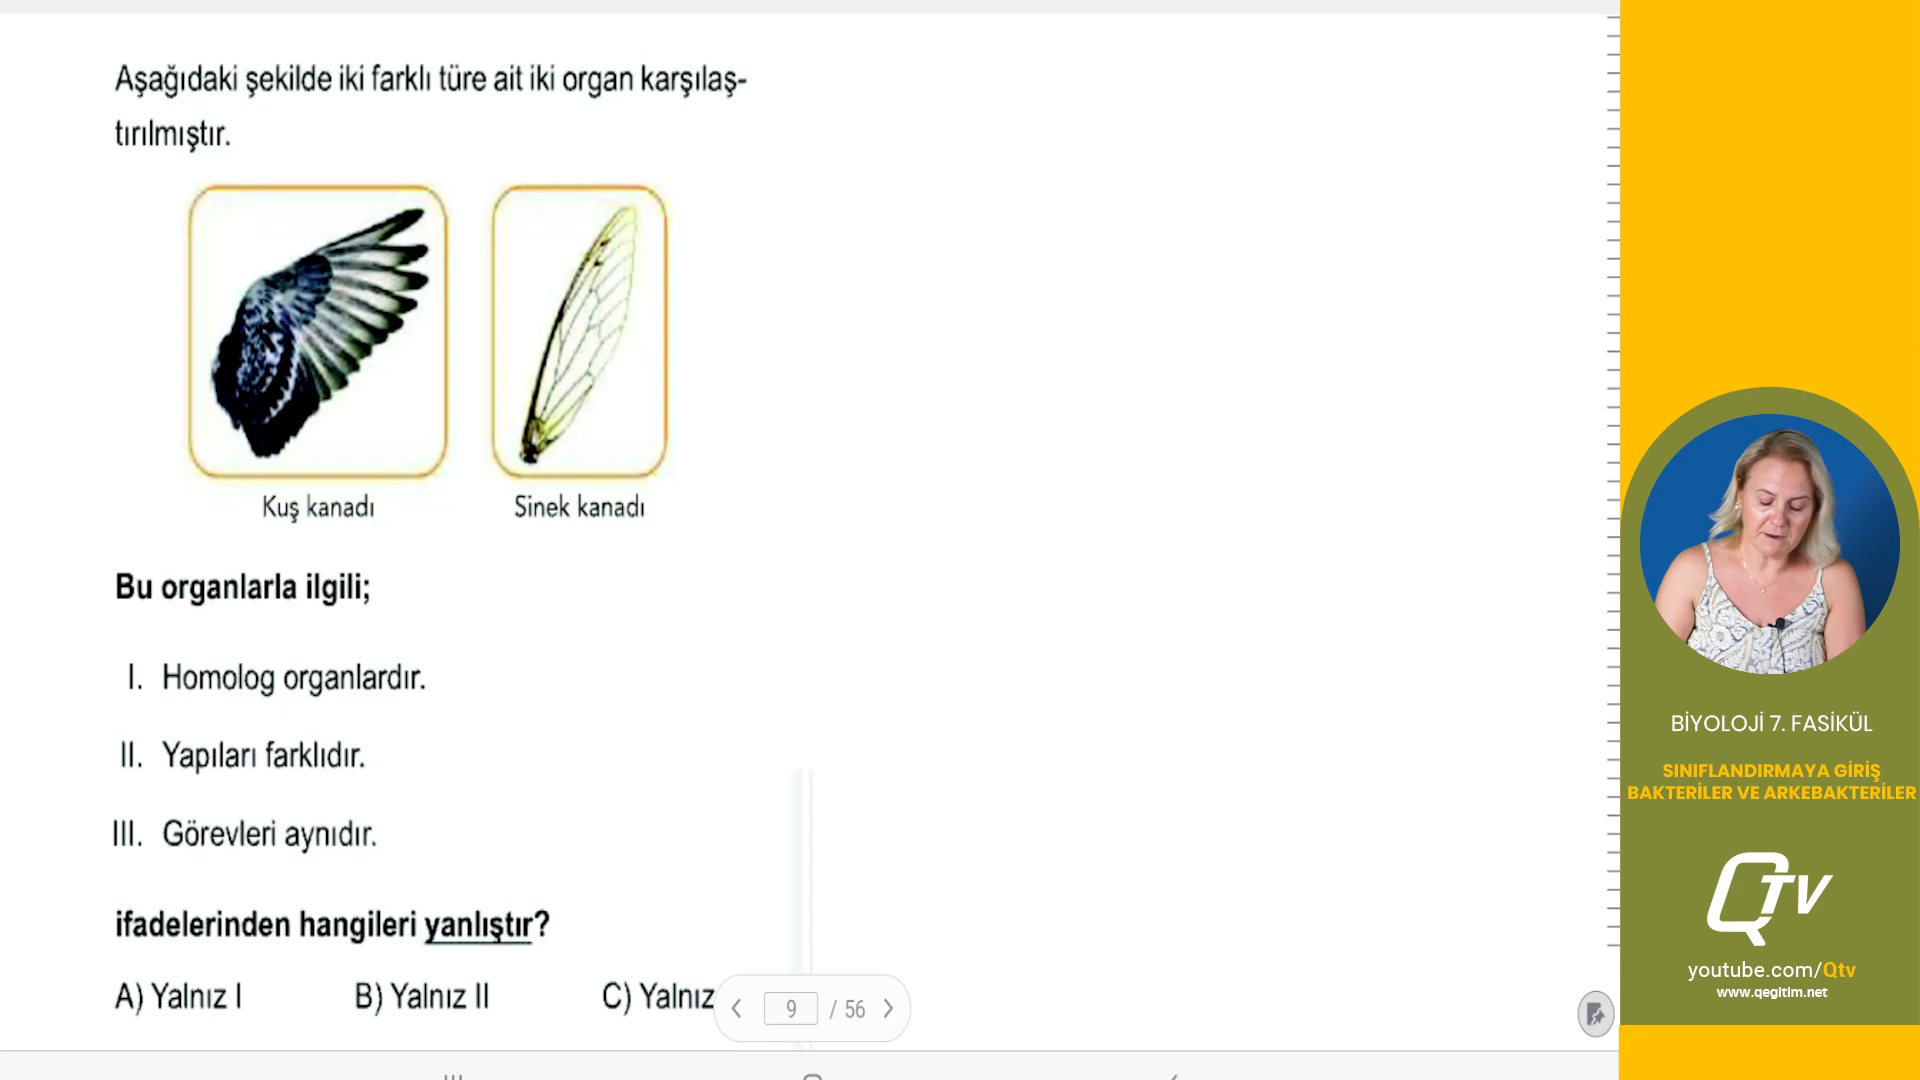 Aşağıdaki şekilde iki farklı türe ait iki organ karşılaş-
tırılmıştır.
Kuş kanadı
Sinek kanadı
Bu organlarla ilgili;
I. Homolog organlardır.
II. Yapıları farklıdır.
III. Görevleri aynıdır.
ifadelerinden hangileri yanlıştır?
A) Yalnız I
B) Yalnız II
C) Yalnız
9 / 56
BİYOLOJİ 7. FASİKÜL
SINIFLANDIRMAYA GİRİŞ
BAKTERİLER VE ARKEBAKTERİLER
QTV
youtube.com/Qtv
www.qegitim.net